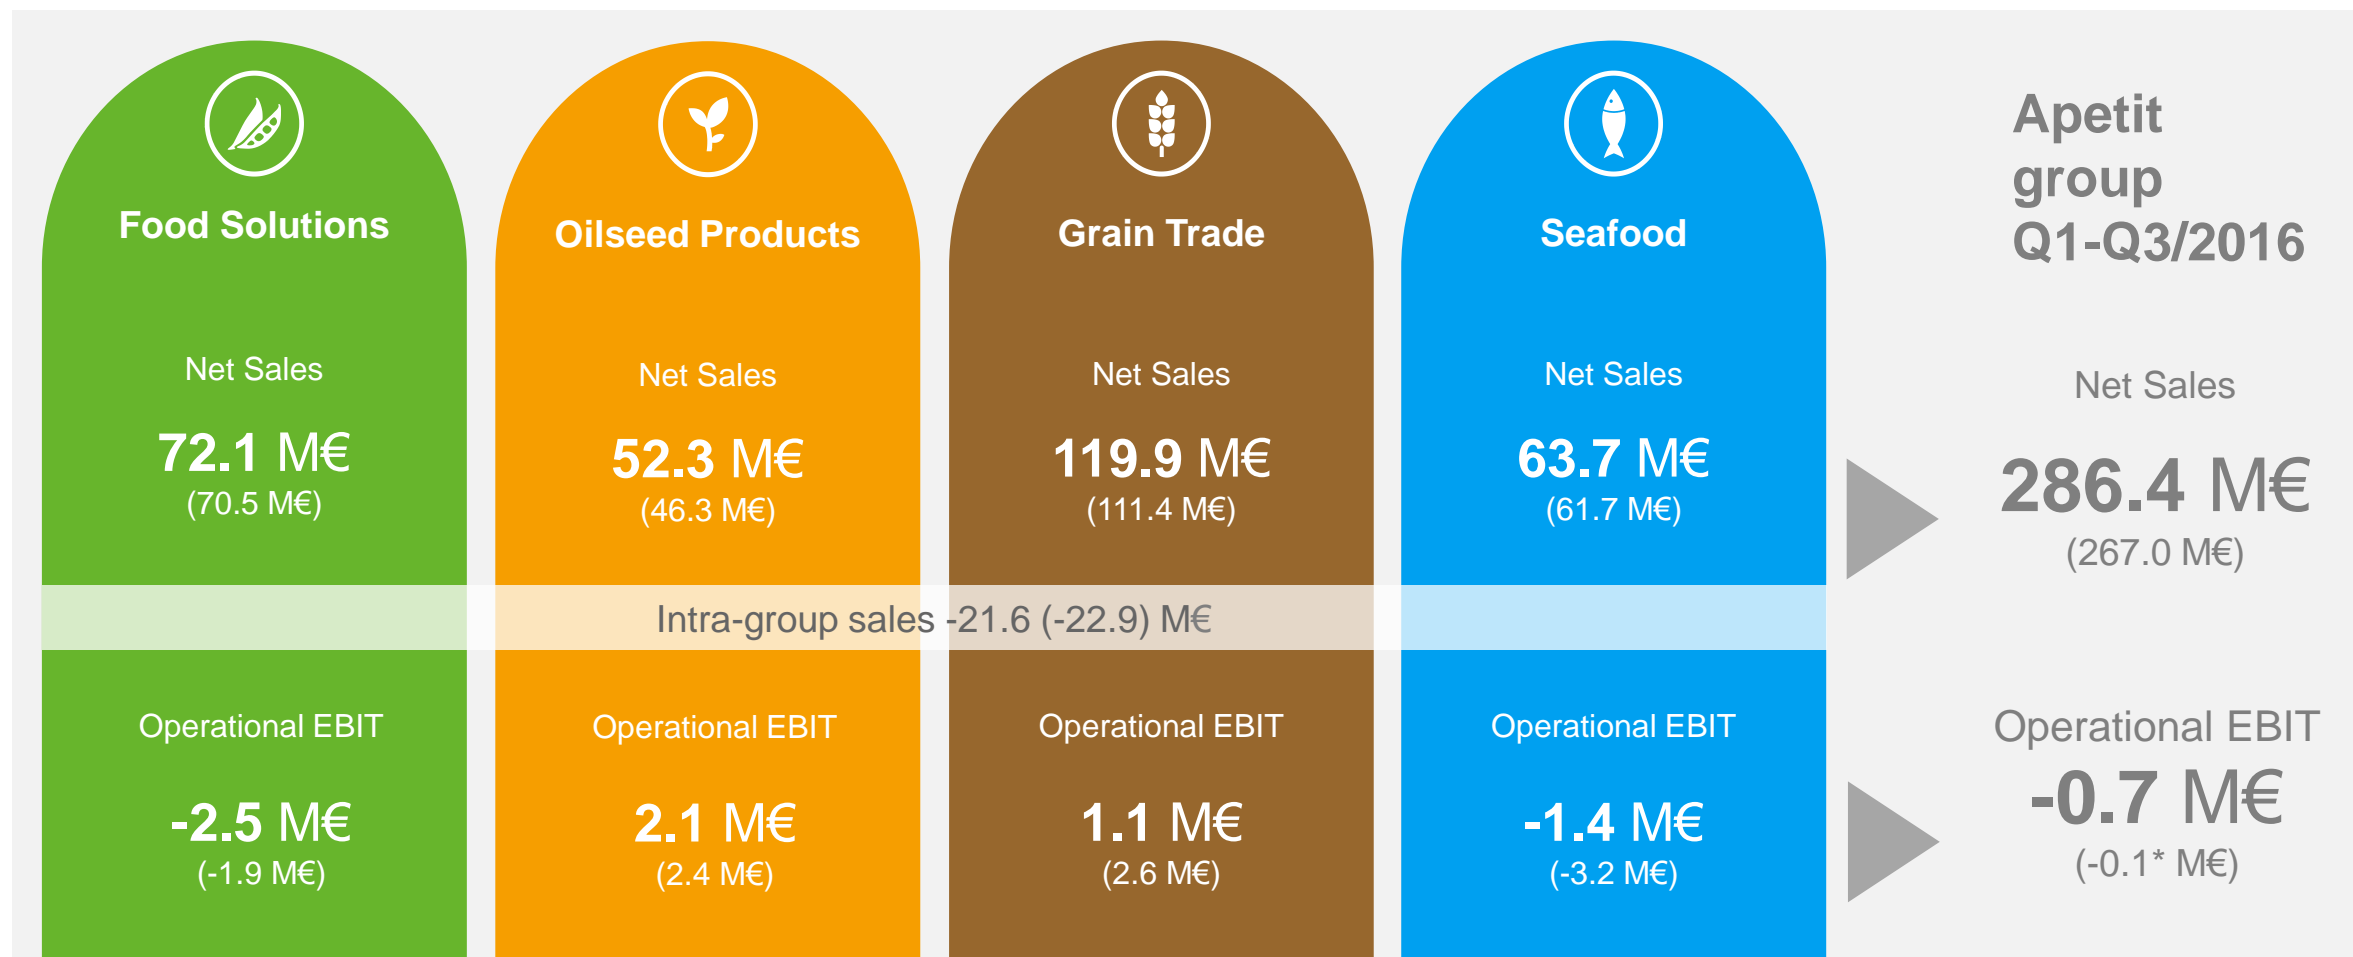 Food Solutions
Net Sales
72.1 M€
(70.5 M€)
Oilseed Products
Net Sales
52.3 M€
(46.3 M€)
Grain Trade
Net Sales
119.9 M€
(111.4 M€)
Seafood
Net Sales
63.7 M€
(61.7 M€)
Apetit
group
Q1-Q3/2016
Net Sales
286.4 M€
(267.0 M€)
Intra-group sales -21.6 (-22.9) M€
Operational EBIT
-2.5 M€
(-1.9 M€)
Operational EBIT
2.1 M€
(2.4 M€)
Operational EBIT
1.1 M€
(2.6 M€)
Operational EBIT
-1.4 M€
(-3.2 M€)
Operational EBIT
-0.7 M€
(-0.1* M€)